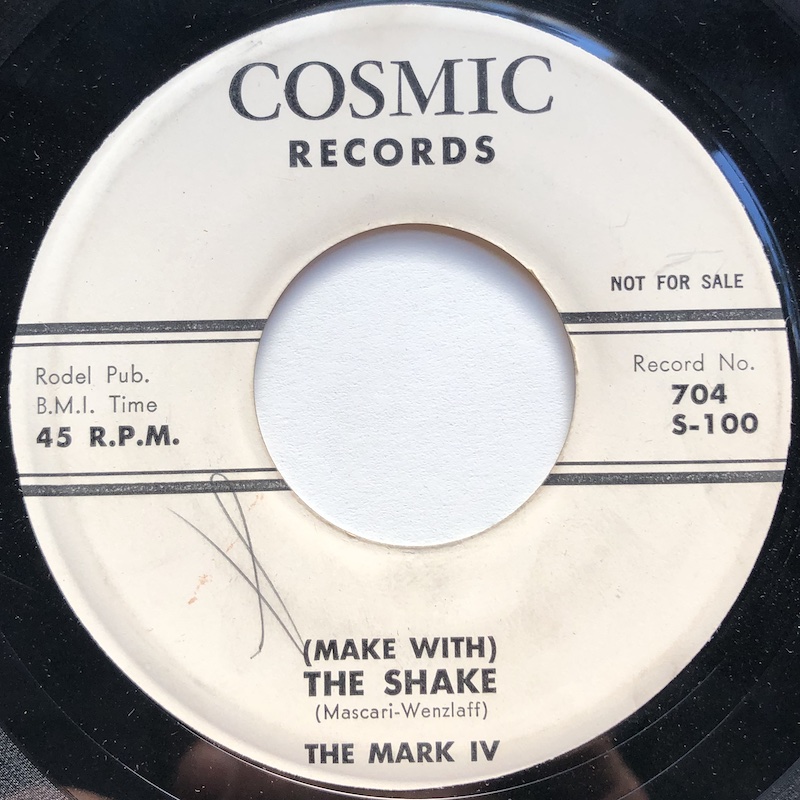 COSMIC
RECORDS
NOT FOR SALE
Rodel Pub.
B.M.I. Time
45 R.P.M.
Record No.
704
S-100
(MAKE WITH)
THE SHAKE
(Mascari-Wenzlaff)
THE MARK IV